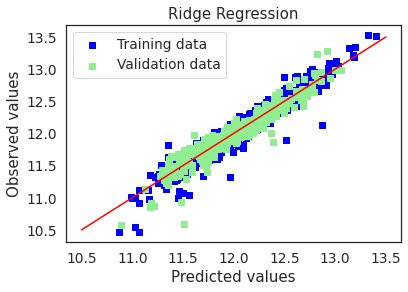 Ridge Regression
Training data
Validation data
13.5
13.0
12.5
12.0
11.5
11.0
10.5
Observed values
10.5 11.0 11.5 12.0 12.5 13.0 13.5
Predicted values